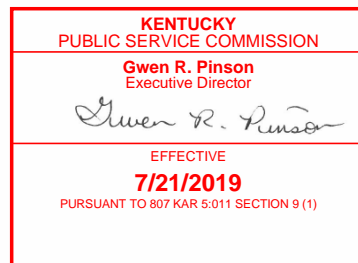 KENTUCKY
PUBLIC SERVICE COMMISSION
Gwen R. Pinson
Executive Director
Gwen R. Pinson
EFFECTIVE
7/21/2019
PURSUANT TO 807 KAR 5:011 SECTION 9 (1)